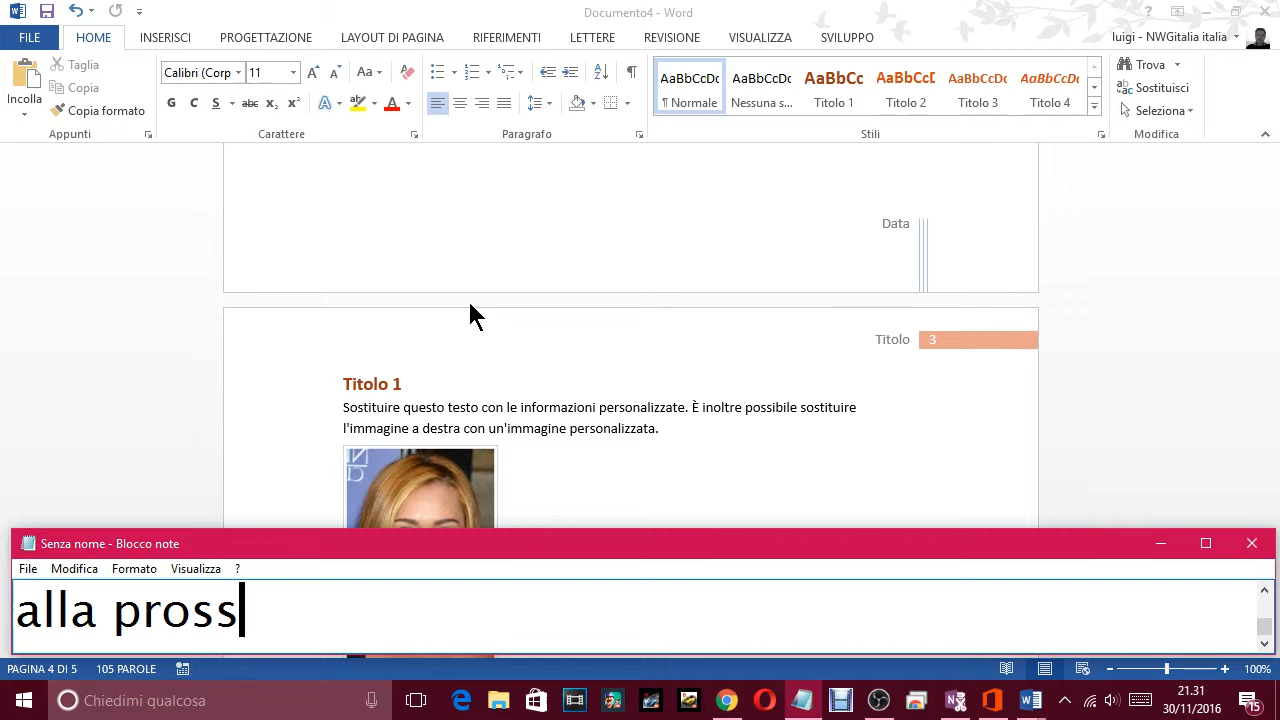 Documento4 - Word
?
FILE
HOME
INSERISCI
PROGETTAZIONE
LAYOUT DI PAGINA
RIFERIMENTI
LETTERE
REVISIONE
VISUALIZZA
SVILUPPO
luigi - NWGitalia italia
Incolla
Taglia
Copia
Copia formato
Appunti
Calibri (Corp
11
Aa
G C S abc x₂ x²
A
Carattere
Paragrafo
AaBbCcDc
¶ Normale
AaBbCcDc
Nessuna s...
AaBbCc
Titolo 1
AaBbCcD
Titolo 2
AaBbCcDc
Titolo 3
AaBbCcDc
Titolo 4
Stili
Trova
Sostituisci
Seleziona
Modifica
Data
Titolo
3
Titolo 1
Sostituire questo testo con le informazioni personalizzate. È inoltre possibile sostituire
l'immagine a destra con un'immagine personalizzata.
Senza nome - Blocco note
File Modifica Formato Visualizza ?
alla pross
PAGINA 4 DI 5
105 PAROLE
100%
Chiedimi qualcosa
21.31
30/11/2016
15